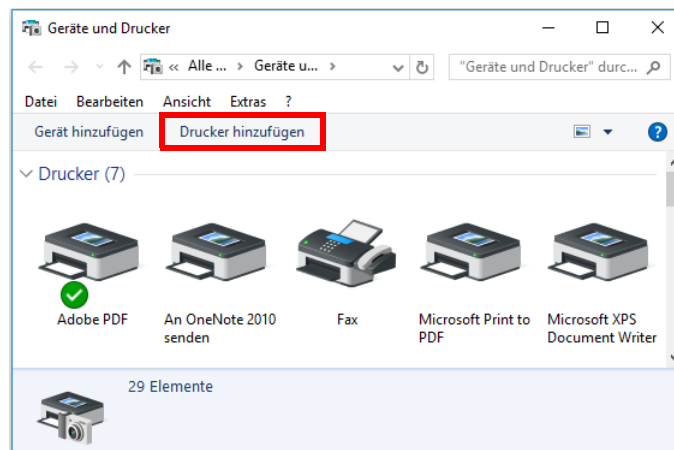 Geräte und Drucker
« Alle ... › Geräte u... ›
"Geräte und Drucker" durc...
Datei Bearbeiten Ansicht Extras ?
Gerät hinzufügen Drucker hinzufügen ?
Drucker (7)
Adobe PDF An OneNote 2010 Fax Microsoft Print to Microsoft XPS
senden PDF Document Writer
29 Elemente